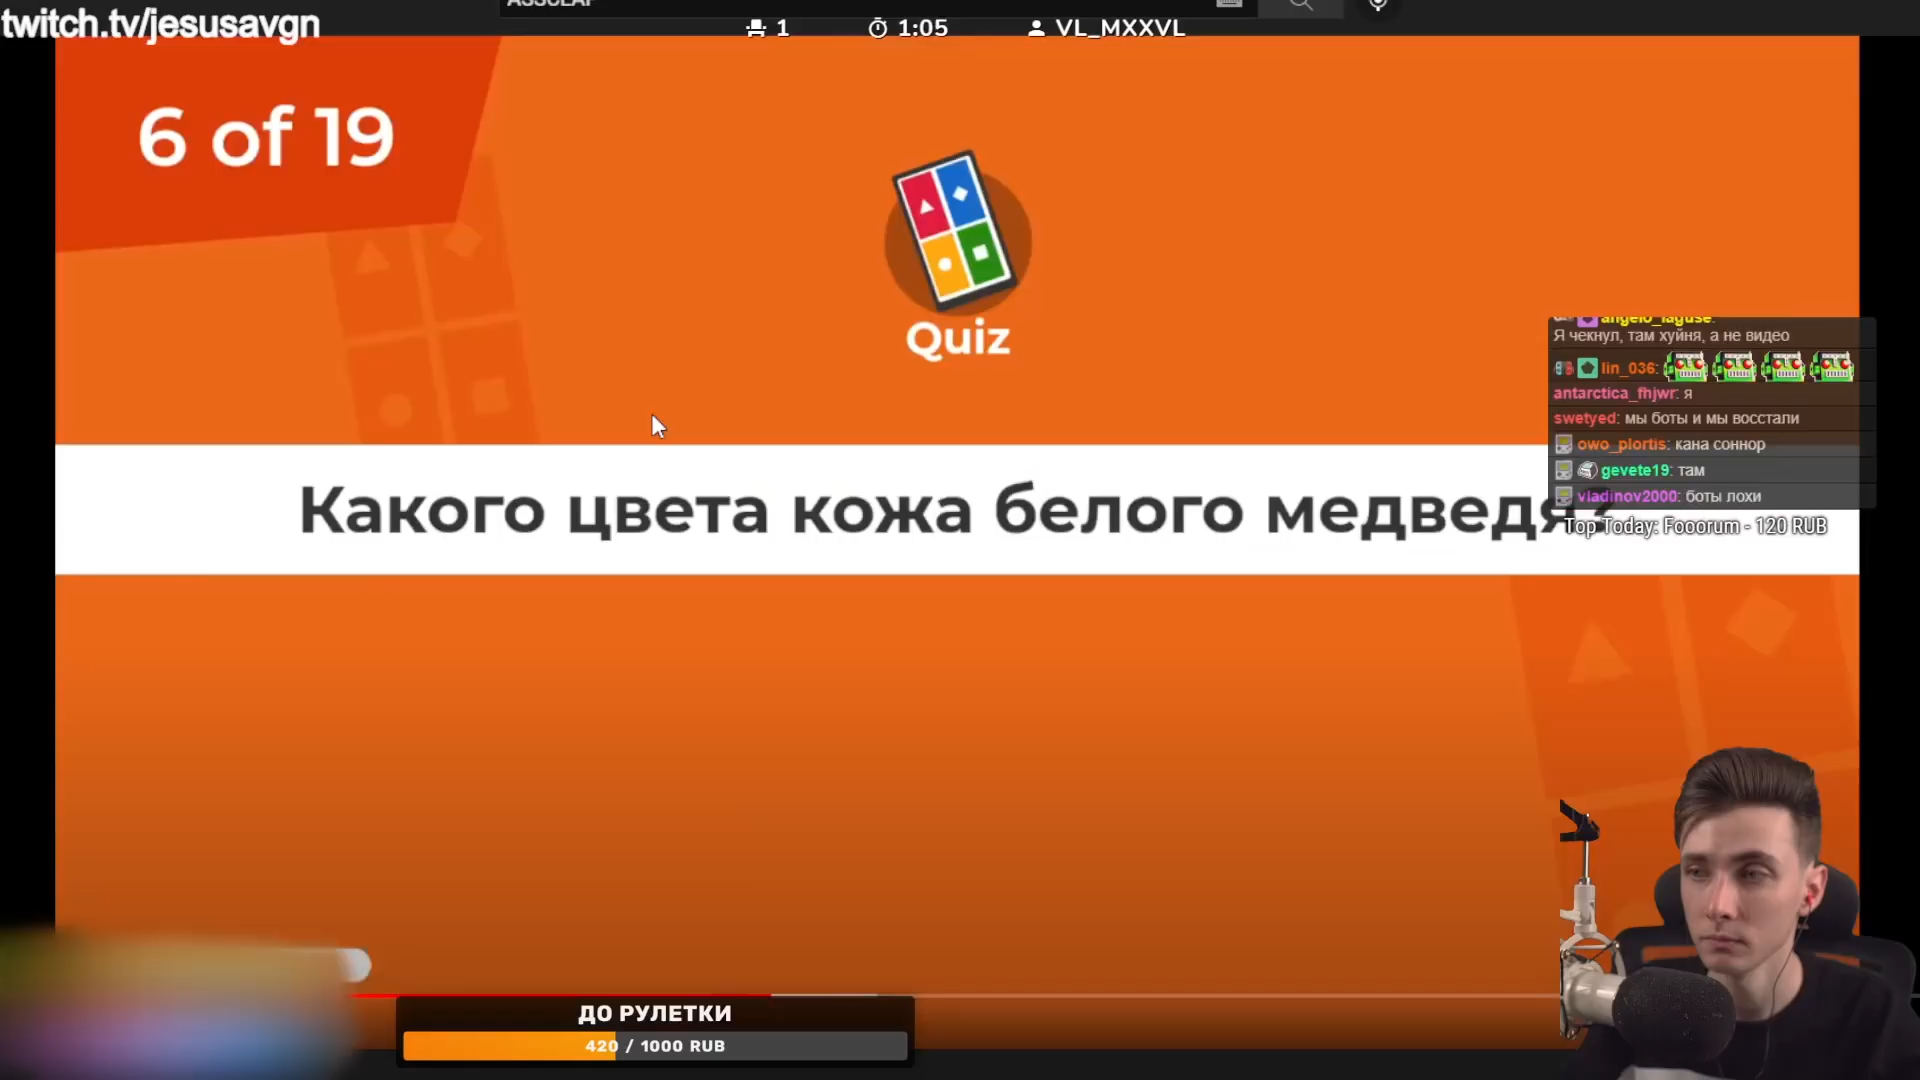 twitch.tv/jesusavgn
1
1:05
VL_MXXVL
6 of 19
Quiz
Какого цвета кожа белого медведя?
Я чекнул, там хуйня, а не видео
lin_036:
antarctica_fhjwr: я
swetyed: мы боты и мы восстали
owo_plortis: кана соннор
gevete19: там
vladinov2000: боты лохи
Top Today: Fooorum - 120 RUB
ДО РУЛЕТКИ
420 / 1000 RUB